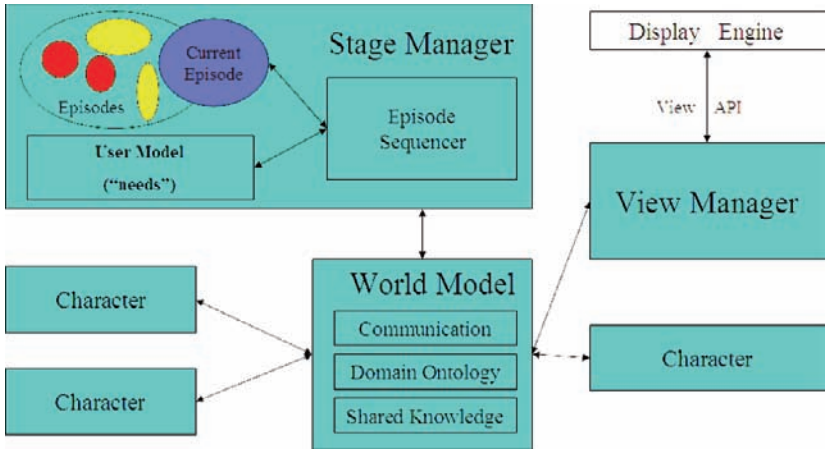 Stage Manager
Current
Episode
Episodes
User Model
(“needs”)
Episode
Sequencer
Display Engine
View API
View Manager
World Model
Communication
Domain Ontology
Shared Knowledge
Character
Character
Character